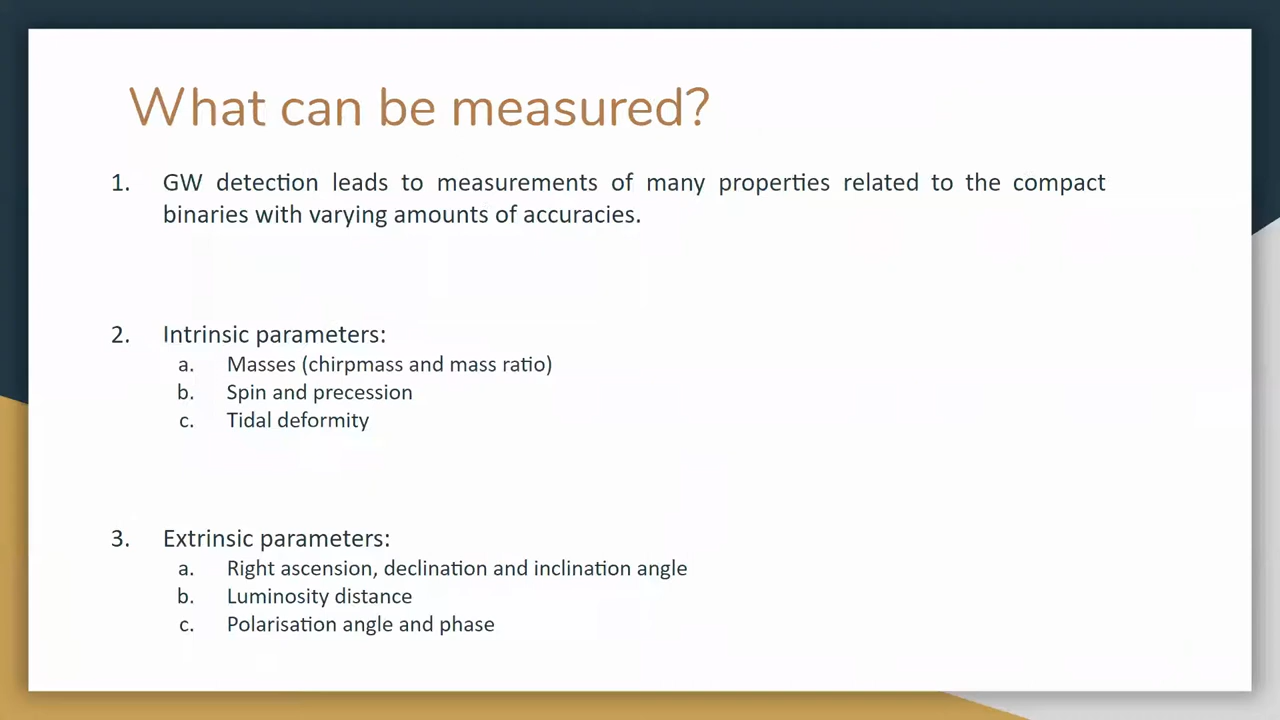 What can be measured?
1. GW detection leads to measurements of many properties related to the compact
binaries with varying amounts of accuracies.
2. Intrinsic parameters:
a. Masses (chirpmass and mass ratio)
b. Spin and precession
c. Tidal deformity
3. Extrinsic parameters:
a. Right ascension, declination and inclination angle
b. Luminosity distance
c. Polarisation angle and phase